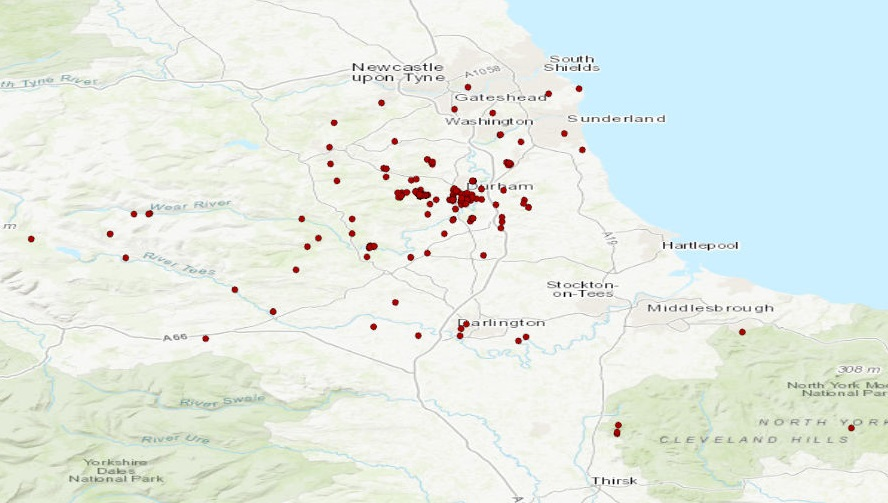 Newcastle
upon Tyne
A1058
South
Shields
th Tyne River
Gateshead
Washington
Sunderland
Durham
Wear River
m
A19
Hartlepool
River Tees
Stockton-
on-Tees
Middlesbrough
Darlington
A66
308 m
North York Moo
National Par
River Swale
NORTH YORK
CLEVELAND HILLS
River Ure
Yorkshire
Dales
National Park
Thirsk
A